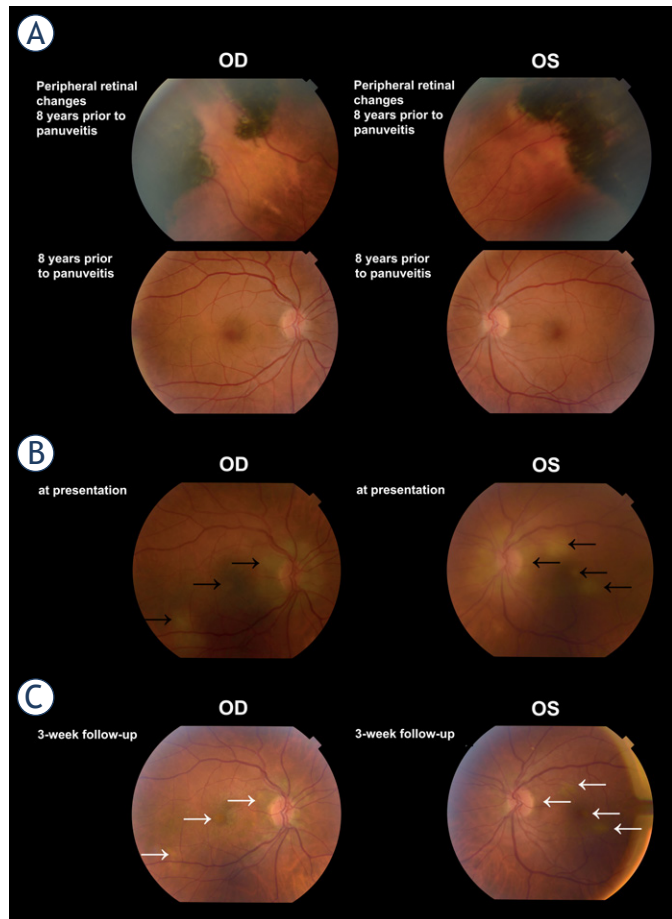 A
OD
OS
Peripheral retinal
changes
8 years prior to
panuveitis
Peripheral retinal
changes
8 years prior to
panuveitis
8 years prior
to panuveitis
8 years prior
to panuveitis
B
OD
OS
at presentation
at presentation
C
OD
OS
3-week follow-up
3-week follow-up